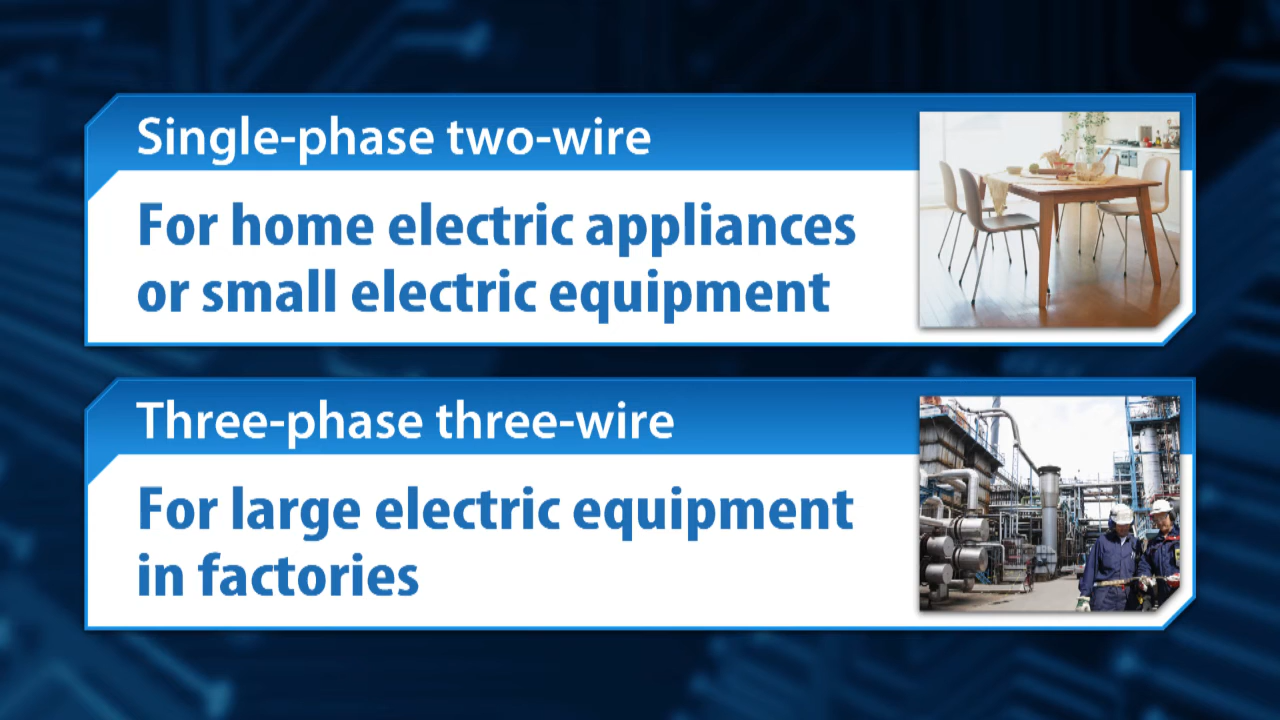 Single-phase two-wire
For home electric appliances
or small electric equipment
Three-phase three-wire
For large electric equipment
in factories